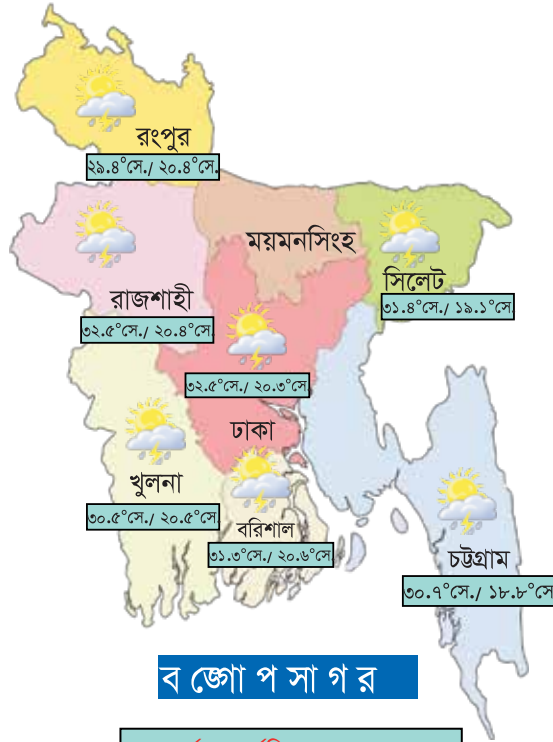 রংপুর
২৯.৪°সে./ ২০.৪°সে.
ময়মনসিংহ
সিলেট
৩১.৪°সে./ ১৯.১°সে.
রাজশাহী
৩২.৫°সে./ ২০.৪°সে.
৩২.৫°সে./ ২০.৩°সে.
ঢাকা
খুলনা
৩০.৫°সে./ ২০.৫°সে.
বরিশাল
৩১.৩°সে./ ২০.৬°সে.
চট্টগ্রাম
৩০.৭°সে./ ১৮.৮°সে
ব ঙ্গো প সা গ র